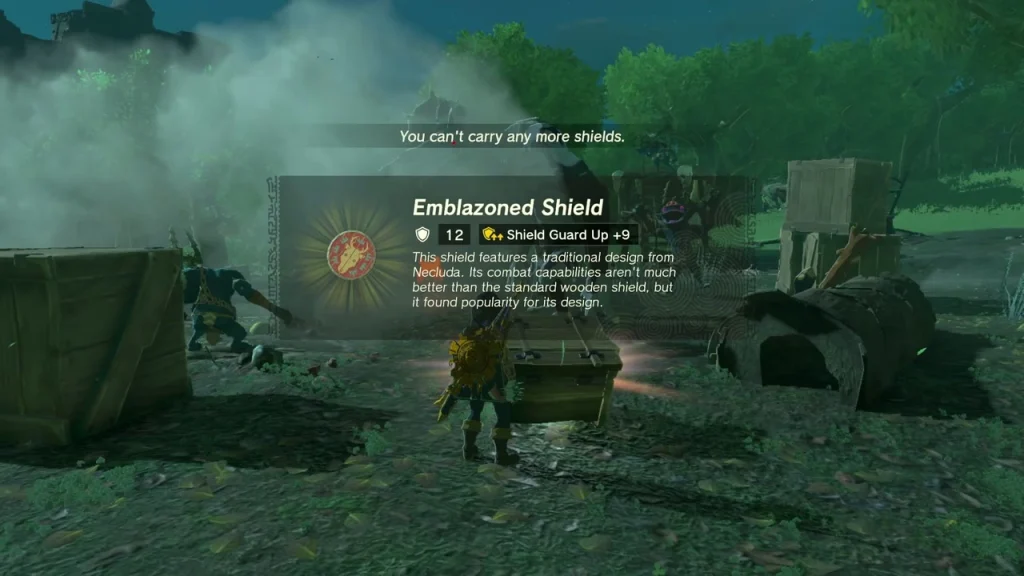 You can't carry any more shields.
Emblazoned Shield
12 Shield Guard Up +9
This shield features a traditional design from
Necluda. Its combat capabilities aren't much
better than the standard wooden shield, but
it found popularity for its design.